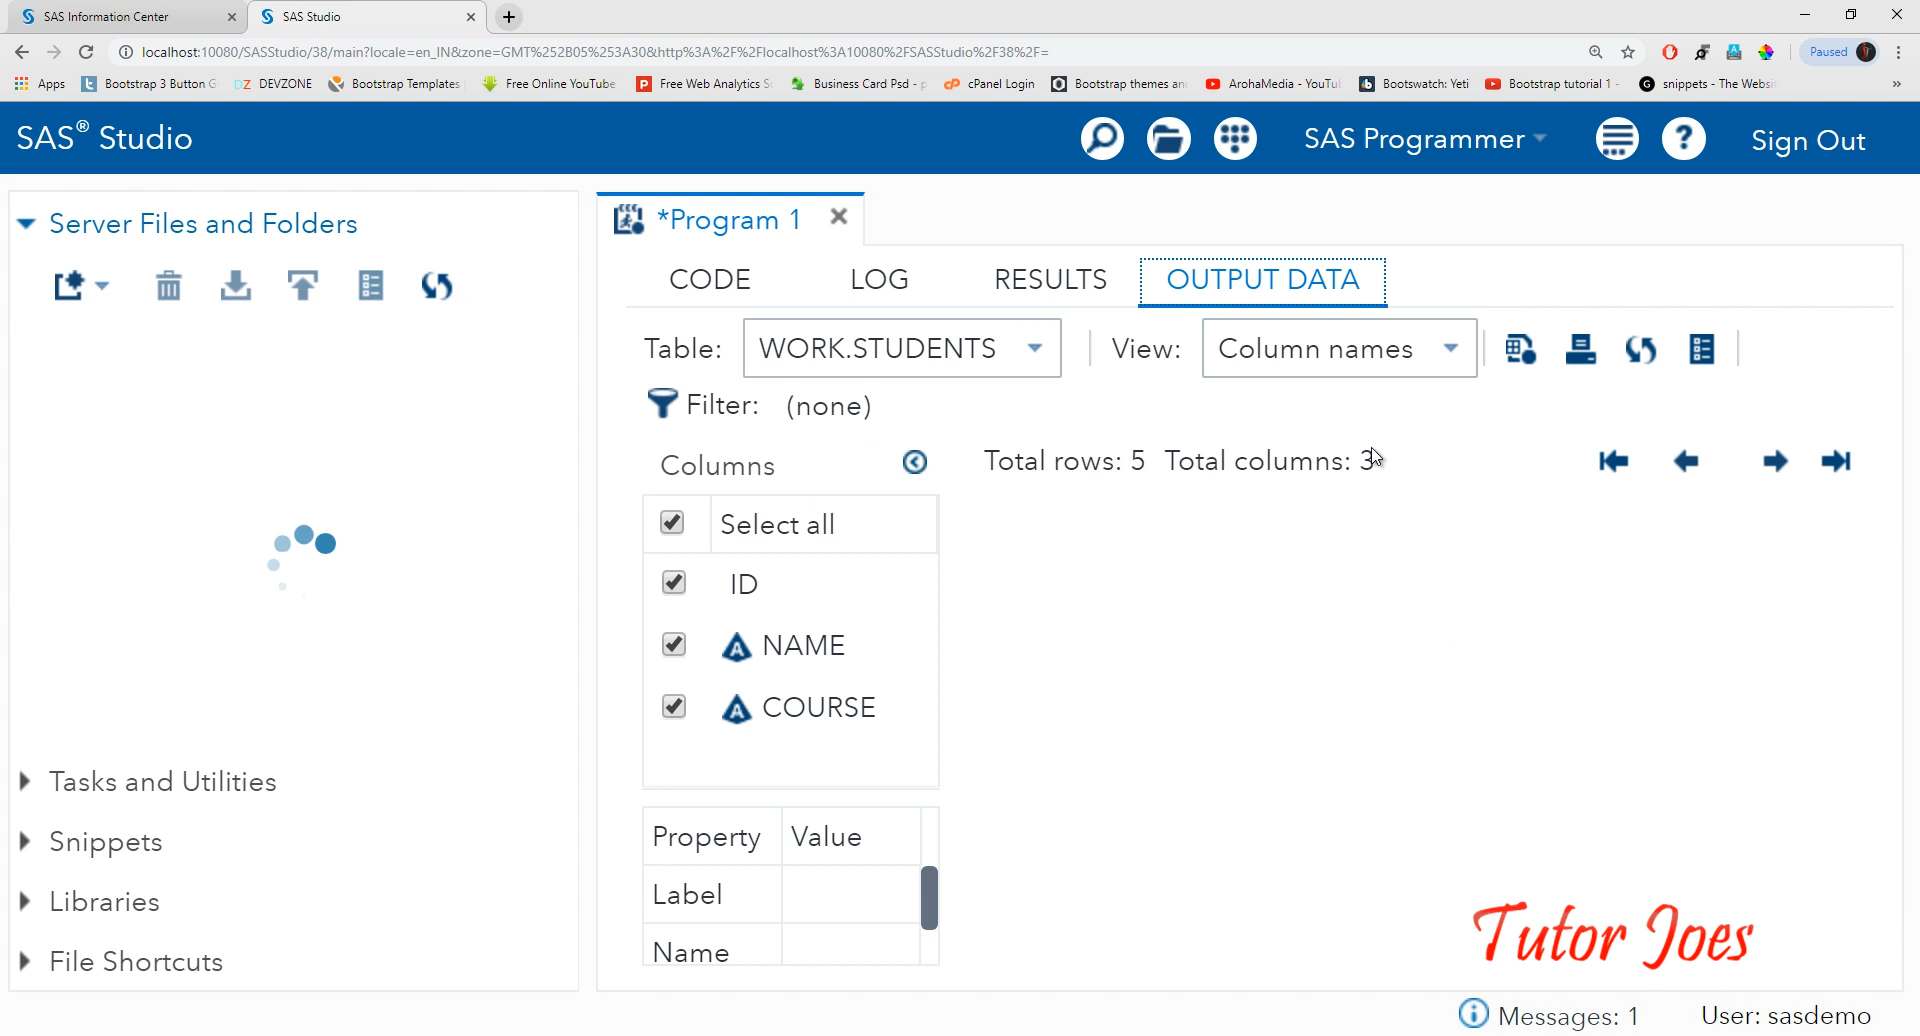 SAS Information Center
SAS Studio
localhost:10080/SASStudio/38/main?locale=en_IN&zone=GMT%252B05%253A30&http%3A%2F%2Flocalhost%3A10080%2FSASStudio%2F38%2F=
Paused
Apps
Bootstrap 3 Button G
DEVZONE
Bootstrap Templates
Free Online YouTube
Free Web Analytics S
Business Card Psd - p
cPanel Login
Bootstrap themes an
ArohaMedia - YouTu
Bootswatch: Yeti
Bootstrap tutorial 1 -
snippets - The Websi
»
SAS® Studio
SAS Programmer
Sign Out
Server Files and Folders
*Program 1
CODE
LOG
RESULTS
OUTPUT DATA
Table: WORK.STUDENTS
View: Column names
Filter: (none)
Columns
Total rows: 5 Total columns: 3
Select all
ID
NAME
COURSE
Property Value
Label
Name
Tasks and Utilities
Snippets
Libraries
File Shortcuts
Tutor Joes
Messages: 1
User: sasdemo